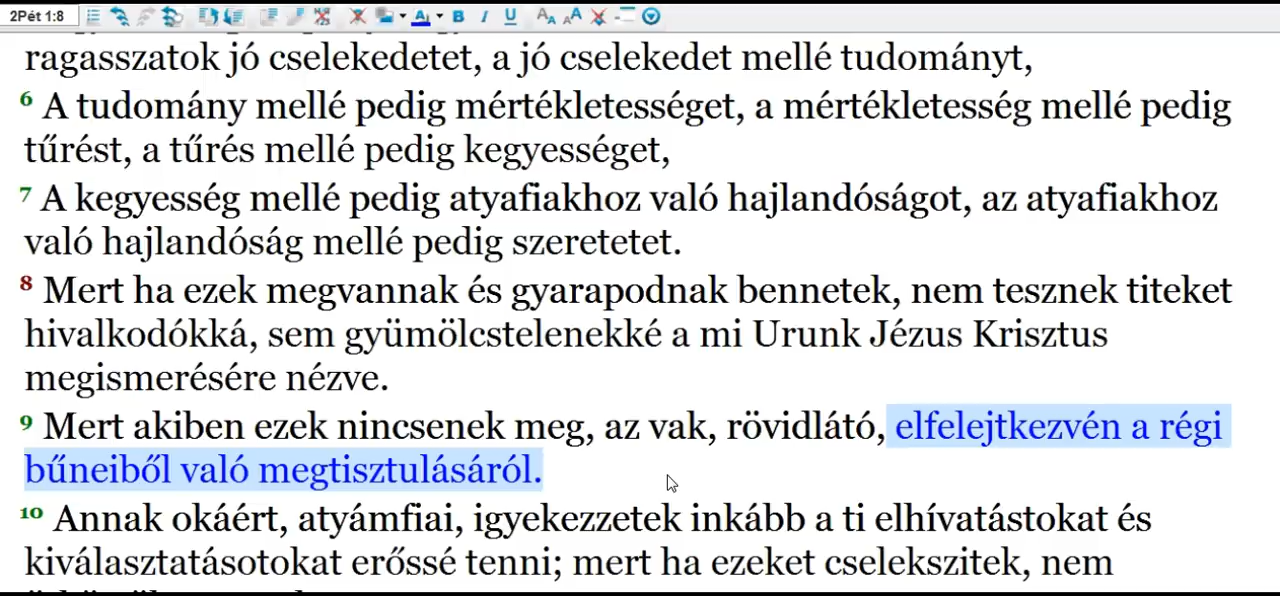 2Pét 1:8
ragasszatok jó cselekedetet, a jó cselekedet mellé tudományt,
6 A tudomány mellé pedig mértékletességet, a mértékletesség mellé pedig
tűrést, a tűrés mellé pedig kegyességet,
7 A kegyesség mellé pedig atyafiakhoz való hajlandóságot, az atyafiakhoz
való hajlandóság mellé pedig szeretetet.
8 Mert ha ezek megvannak és gyarapodnak bennetek, nem tesznek titeket
hivalkodókká, sem gyümölcstelenekké a mi Urunk Jézus Krisztus
megismerésére nézve.
9 Mert akiben ezek nincsenek meg, az vak, rövidlátó, elfelejtkezvén a régi
bűneiből való megtisztulásáról.
10 Annak okáért, atyámfiai, igyekezzetek inkább a ti elhívatástokat és
kiválasztatásotokat erőssé tenni; mert ha ezeket cselekszitek, nem